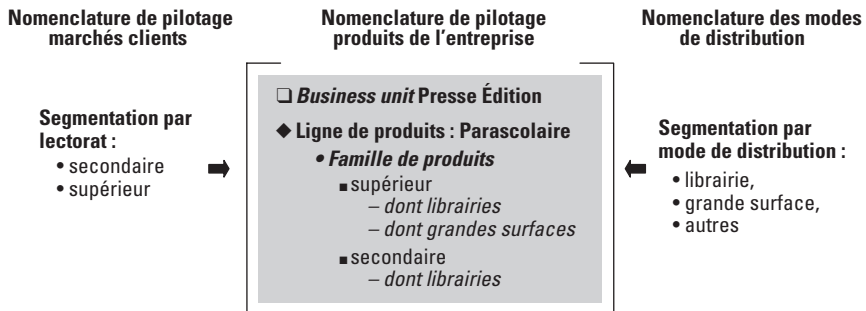 Nomenclature de pilotage
marchés clients
Nomenclature de pilotage
produits de l'entreprise
Nomenclature des modes
de distribution
Segmentation par
lectorat :
• secondaire
• supérieur
❏ Business unit Presse Édition
◆ Ligne de produits : Parascolaire
• Famille de produits
■ supérieur
– dont librairies
– dont grandes surfaces
■ secondaire
– dont librairies
Segmentation par
mode de distribution :
• librairie,
• grande surface,
• autres